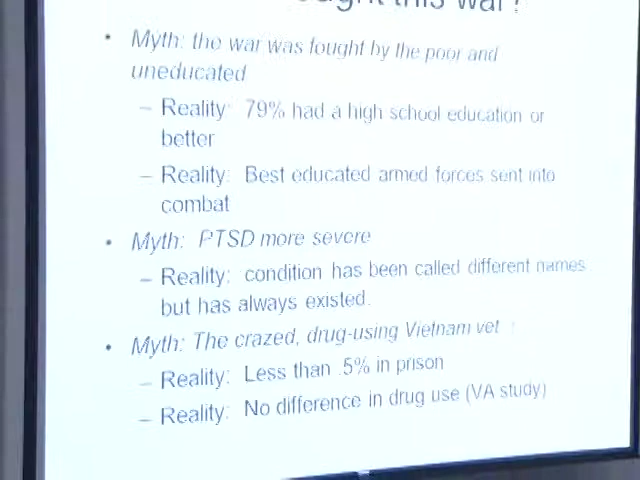 this war?
• Myth: the war was fought by the poor and
uneducated
– Reality: 79% had a high school education or
better
– Reality: Best educated armed forces sent into
combat
• Myth: PTSD more severe
– Reality: condition has been called different names
but has always existed.
• Myth: The crazed, drug-using Vietnam vet
– Reality: Less than .5% in prison
– Reality: No difference in drug use (VA study)